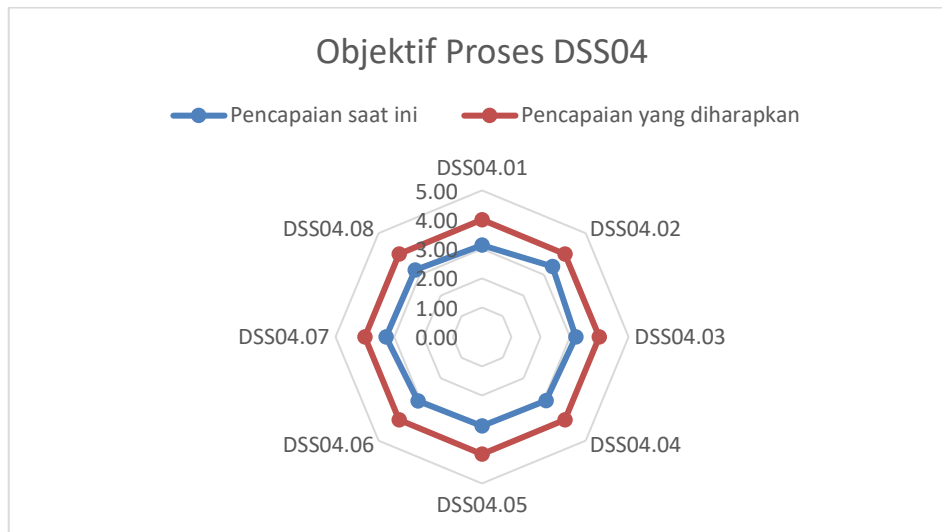 Objektif Proses DSS04
Pencapaian saat ini
Pencapaian yang diharapkan
DSS04.01
DSS04.02
DSS04.03
DSS04.04
DSS04.05
DSS04.06
DSS04.07
DSS04.08
5.00
4.00
3.00
2.00
1.00
0.00